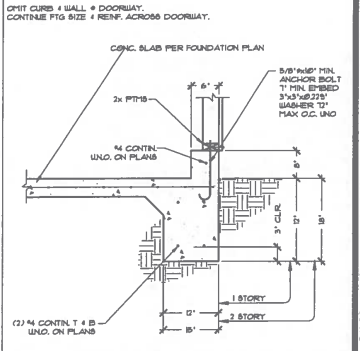 OMIT CURB & WALL @ DOORWAY.
CONTINUE FTG SIZE & REINF. ACROSS DOORWAY.
CONC. SLAB PER FOUNDATION PLAN
6"
5/8"x10" MIN.
ANCHOR BOLT
7" MIN. EMBED
3"x3"x0.229"
WASHER 72"
MAX O.C. UNO
2x PTMS
#4 CONTIN.
U.N.O. ON PLANS
6"
3" CLR.
12"
18"
(2) #4 CONTIN. T & B
U.N.O. ON PLANS
12"
15"
1 STORY
2 STORY